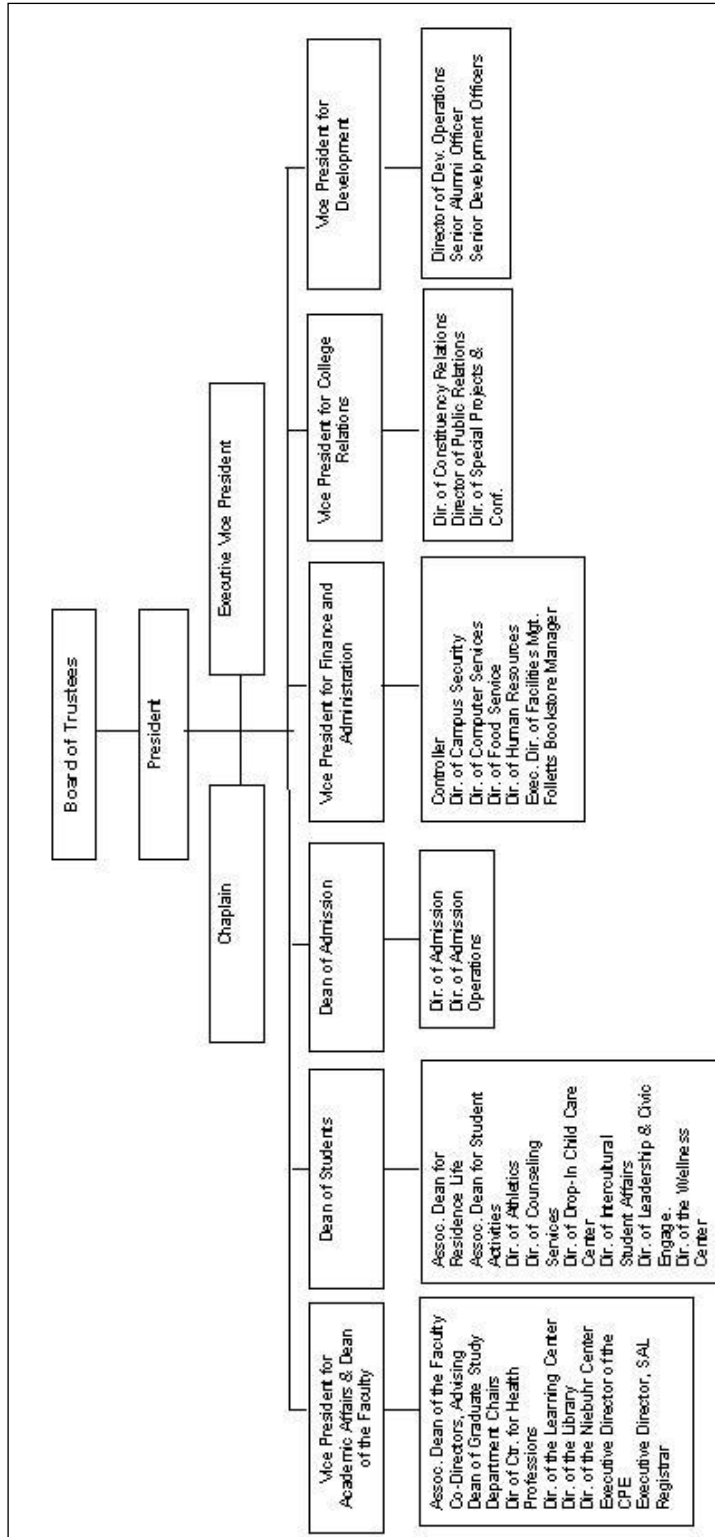 Board of Trustees
President
Chaplain
Executive Vice President
Vice President for
Academic Affairs & Dean
of the Faculty
Dean of Students
Dean of Admission
Vice President for Finance and
Administration
Vice President for College
Relations
Vice President for
Development
Assoc. Dean of the Faculty
Co-Directors, Advising
Dean of Graduate Study
Department Chairs
Dir of Ctr. for Health
Professions
Dir. of the Learning Center
Dir. of the Library
Dir. of the Niebuhr Center
Executive Director of the
CPE
Executive Director, SAL
Registrar
Assoc. Dean for
Residence Life
Assoc. Dean for Student
Activities
Dir. of Athletics
Dir. of Counseling
Services
Dir. of Drop-In Child Care
Center
Dir. of Intercultural
Student Affairs
Dir. of Leadership & Civic
Engage.
Dir. of the Wellness
Center
Dir. of Admission
Dir. of Admission
Operations
Controller
Dir. of Campus Security
Dir. of Computer Services
Dir. of Food Service
Dir. of Human Resources
Exec. Dir. of Facilities Mgt.
Folletts Bookstore Manager
Dir. of Constituency Relations
Director of Public Relations
Dir. of Special Projects &
Conf.
Director of Dev. Operations
Senior Alumni Officer
Senior Development Officers